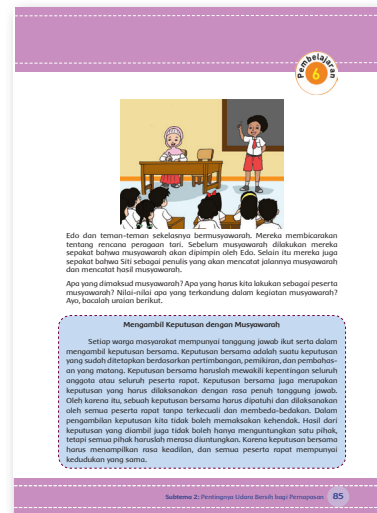 Pembelajaran
6
Edo dan teman-teman sekelasnya bermusyawarah. Mereka membicarakan
tentang rencana peragaan tari. Sebelum musyawarah dilakukan mereka
sepakat bahwa musyawarah akan dipimpin oleh Edo. Selain itu mereka juga
sepakat bahwa Siti sebagai penulis yang akan mencatat jalannya musyawarah
dan mencatat hasil musyawarah.
Apa yang dimaksud musyawarah? Apa yang harus kita lakukan sebagai peserta
musyawarah? Nilai-nilai apa yang terkandung dalam kegiatan musyawarah?
Ayo, bacalah uraian berikut.
Mengambil Keputusan dengan Musyawarah
Setiap warga masyarakat mempunyai tanggung jawab ikut serta dalam
mengambil keputusan bersama. Keputusan bersama adalah suatu keputusan
yang sudah ditetapkan berdasarkan pertimbangan, pemikiran, dan pembahas-
an yang matang. Keputusan bersama haruslah mewakili kepentingan seluruh
anggota atau seluruh peserta rapat. Keputusan bersama juga merupakan
keputusan yang harus dilaksanakan dengan rasa penuh tanggung jawab.
Oleh karena itu, sebuah keputusan bersama harus dipatuhi dan dilaksanakan
oleh semua peserta rapat tanpa terkecuali dan membeda-bedakan. Dalam
pengambilan keputusan kita tidak boleh memaksakan kehendak. Hasil dari
keputusan yang diambil juga tidak boleh hanya menguntungkan satu pihak,
tetapi semua pihak haruslah merasa diuntungkan. Karena keputusan bersama
harus menampilkan rasa keadilan, dan semua peserta rapat mempunyai
kedudukan yang sama.
Subtema 2: Pentingnya Udara Bersih bagi Pernapasan 85